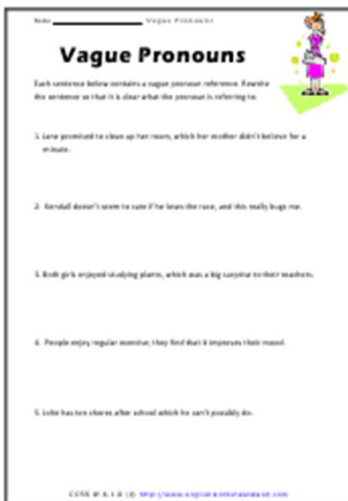 Name Vague Pronouns
Vague Pronouns
Each sentence below contains a vague pronoun reference. Rewrite
the sentence so that it is clear what the pronoun is referring to.
1. Jane promised to clean up her room, which her mother didn't believe for a
minute.
2. Kendall doesn't seem to care if he loses the race, and this really bugs me.
3. Both girls enjoyed studying plants, which was a big surprise to their teachers.
4. People enjoy regular exercise; they find that it improves their mood.
5. John has ten chores after school which he can't possibly do.